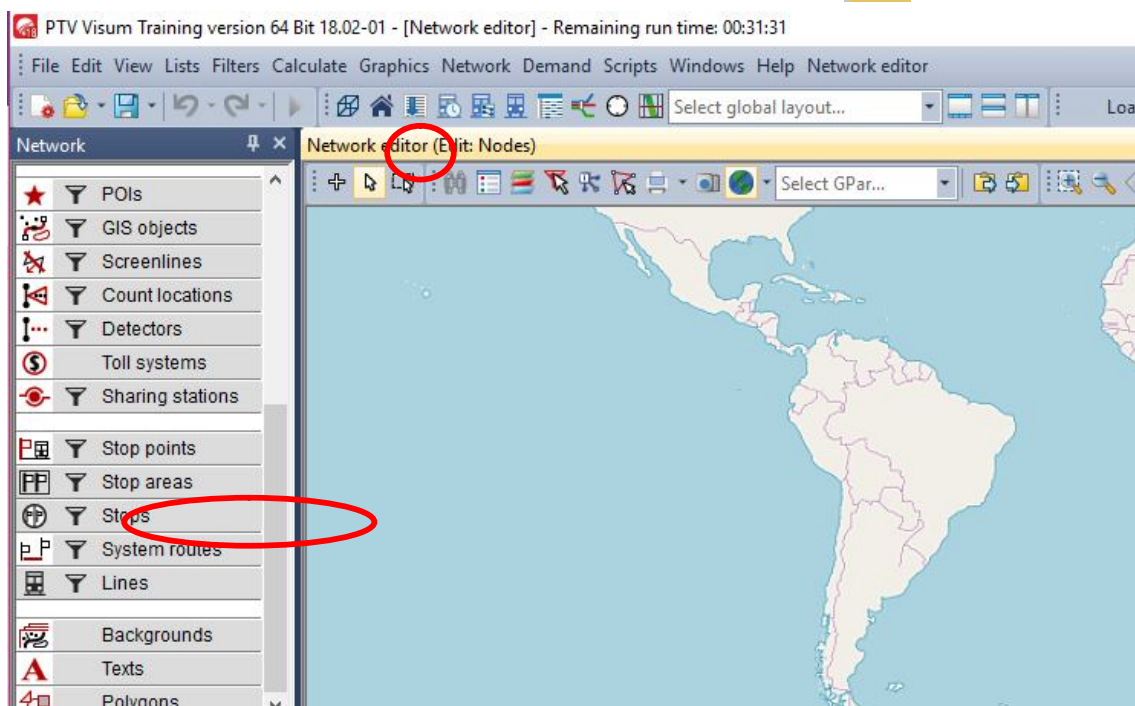 PTV Visum Training version 64 Bit 18.02-01 - [Network editor] - Remaining run time: 00:31:31
File Edit View Lists Filters Calculate Graphics Network Demand Scripts Windows Help Network editor
Select global layout...
Loa
Network
Network editor (Edit: Nodes)
Select GPar...
POIs
GIS objects
Screenlines
Count locations
Detectors
Toll systems
Sharing stations
Stop points
Stop areas
Stops
System routes
Lines
Backgrounds
Texts
Polygons